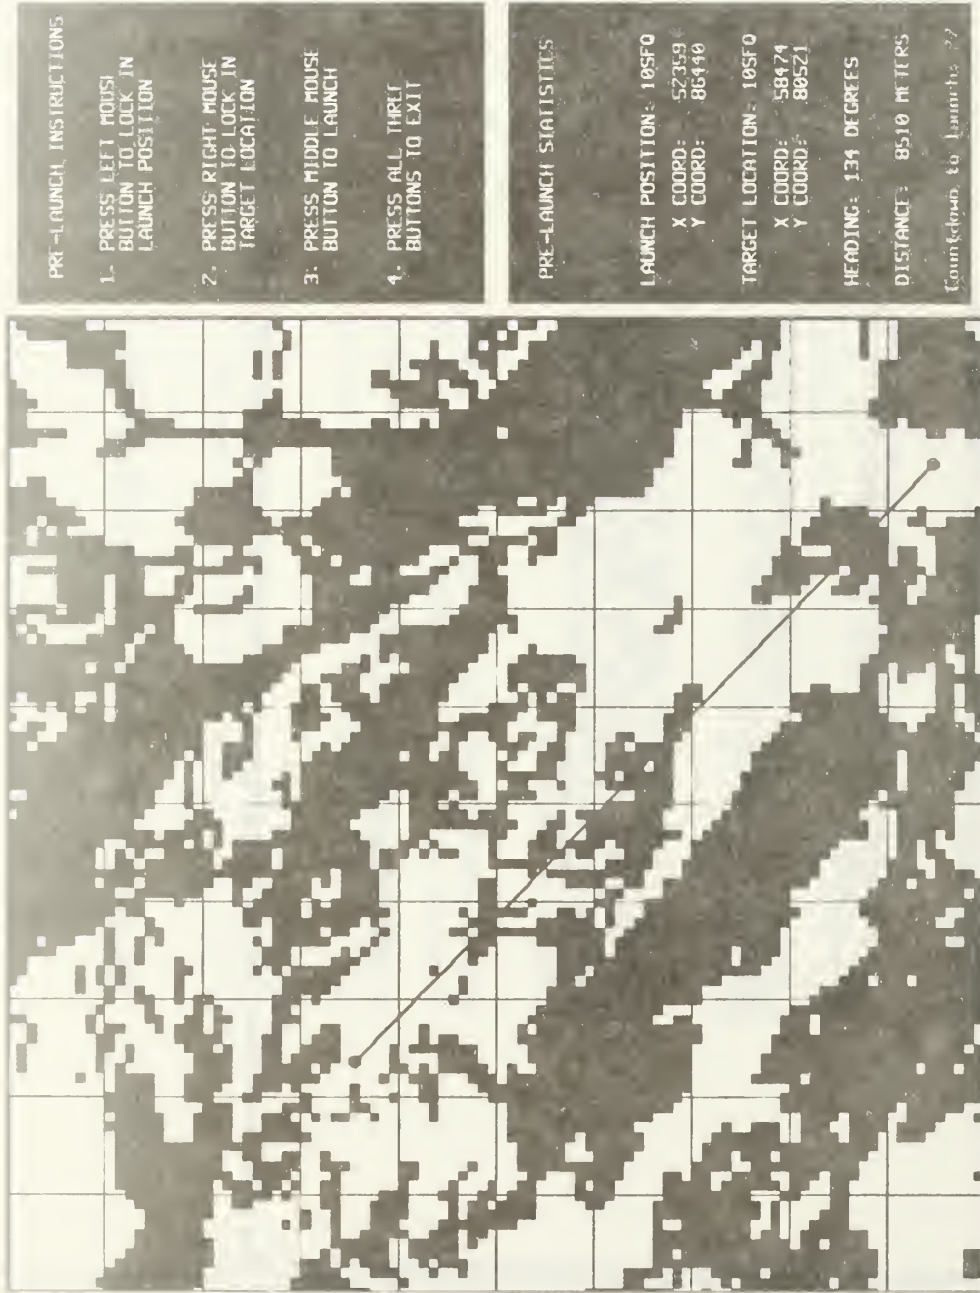 PRE-LAUNCH INSTRUCTIONS
1. PRESS LEFT MOUSE
BUTTON TO LOCK IN
LAUNCH POSITION
2. PRESS RIGHT MOUSE
BUTTON TO LOCK IN
TARGET LOCATION
3. PRESS MIDDLE MOUSE
BUTTON TO LAUNCH
4. PRESS ALL THREE
BUTTONS TO EXIT
PRE-LAUNCH STATISTICS
LAUNCH POSITION: 10SFQ
X COORD: 52359
Y COORD: 86440
TARGET LOCATION: 10SFQ
X COORD: 58474
Y COORD: 80521
HEADING: 134 DEGREES
DISTANCE: 8510 METERS
Countdown to launch: ??